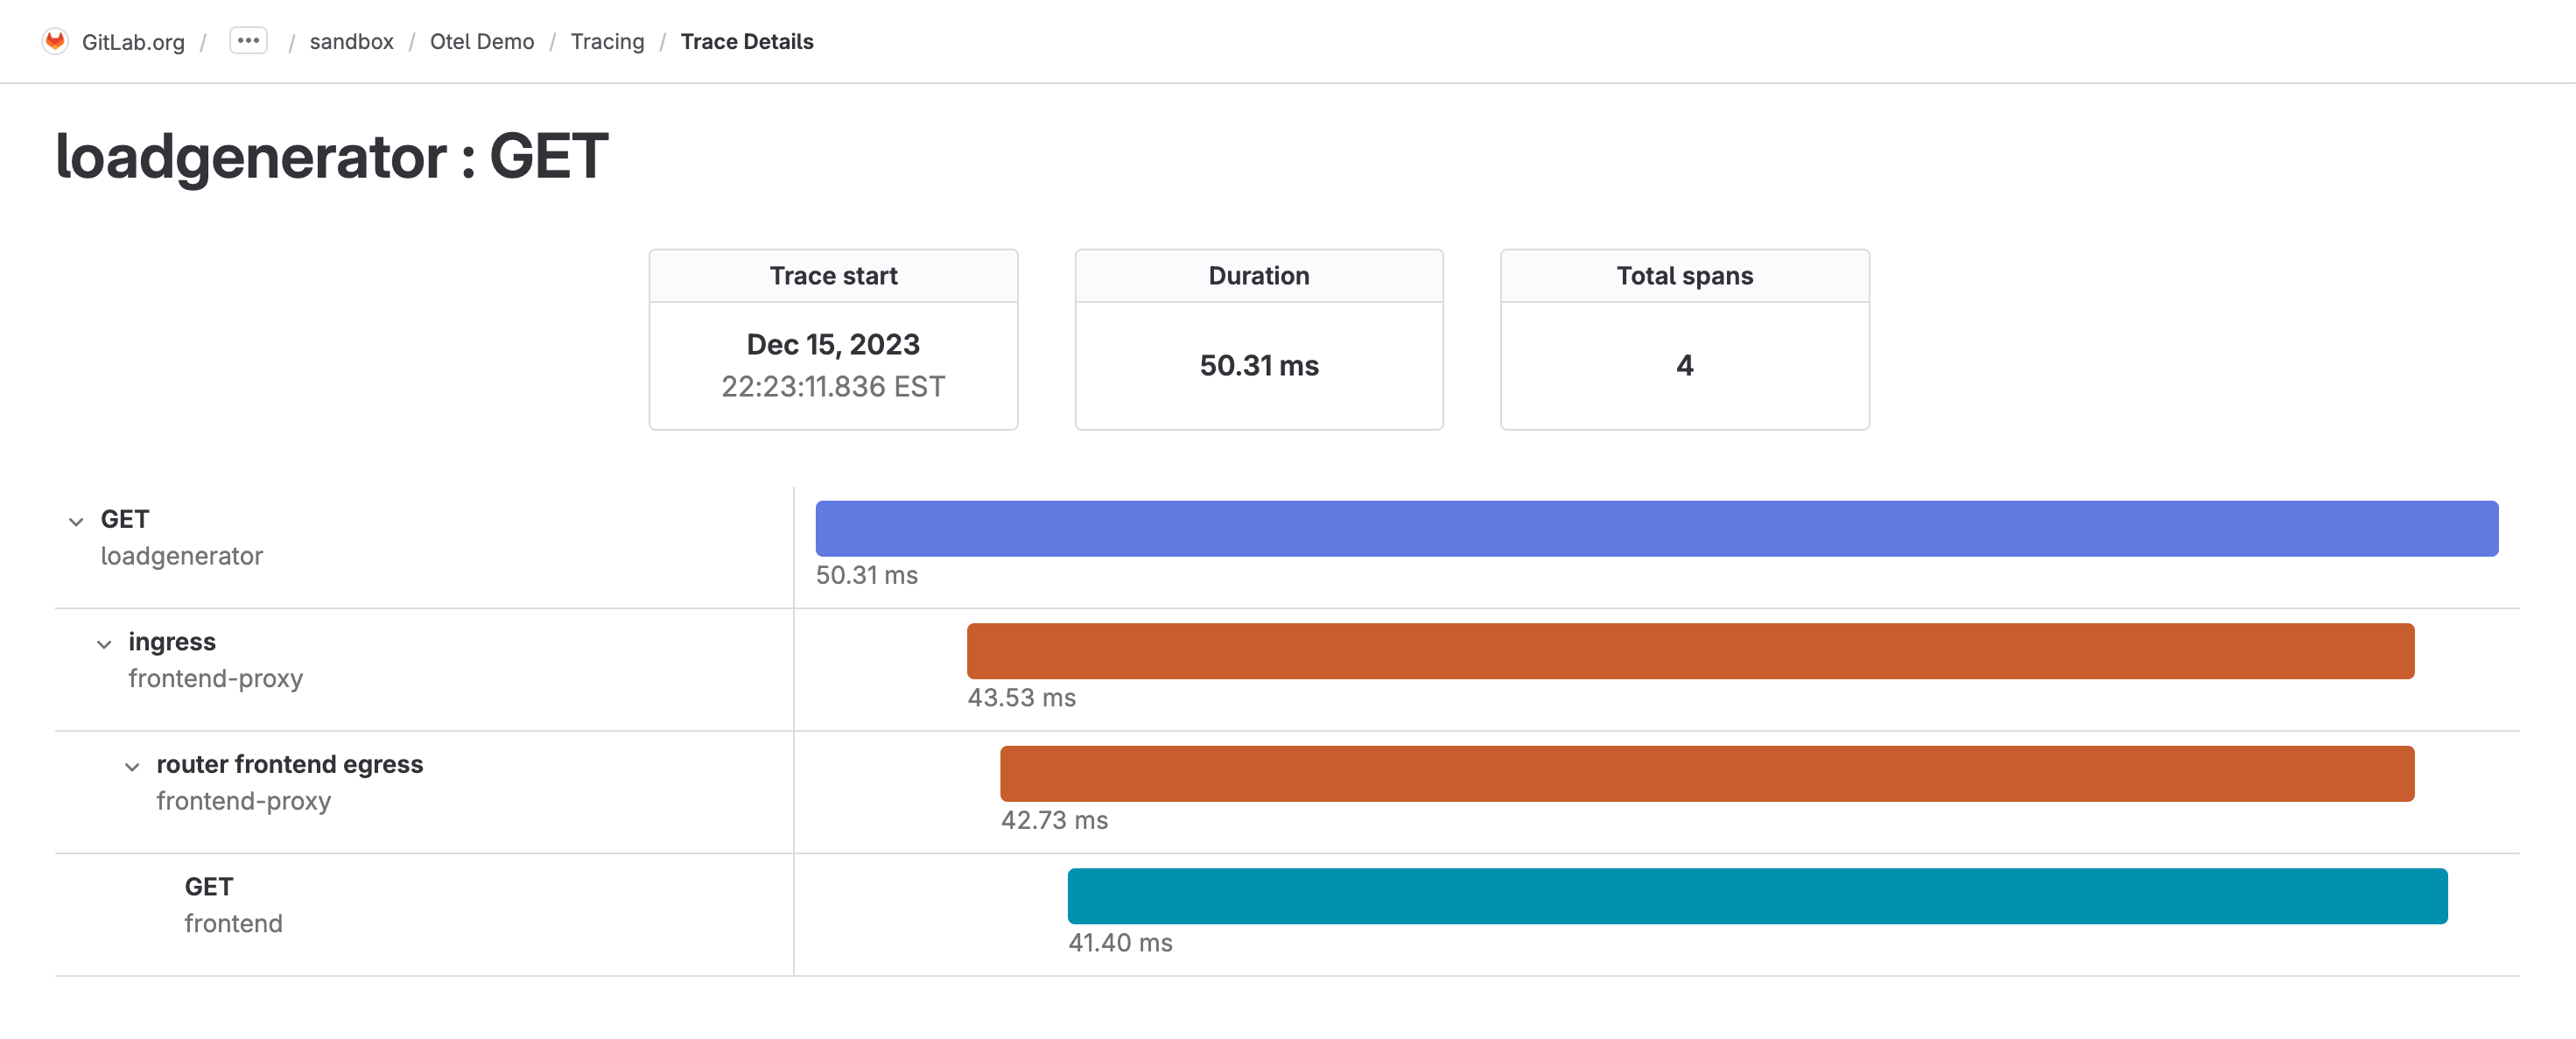 GitLab.org / ••• / sandbox / Otel Demo / Tracing / Trace Details
loadgenerator : GET
Trace start
Dec 15, 2023
22:23:11.836 EST
Duration
50.31 ms
Total spans
4
GET
loadgenerator
50.31 ms
ingress
frontend-proxy
43.53 ms
router frontend egress
frontend-proxy
42.73 ms
GET
frontend
41.40 ms